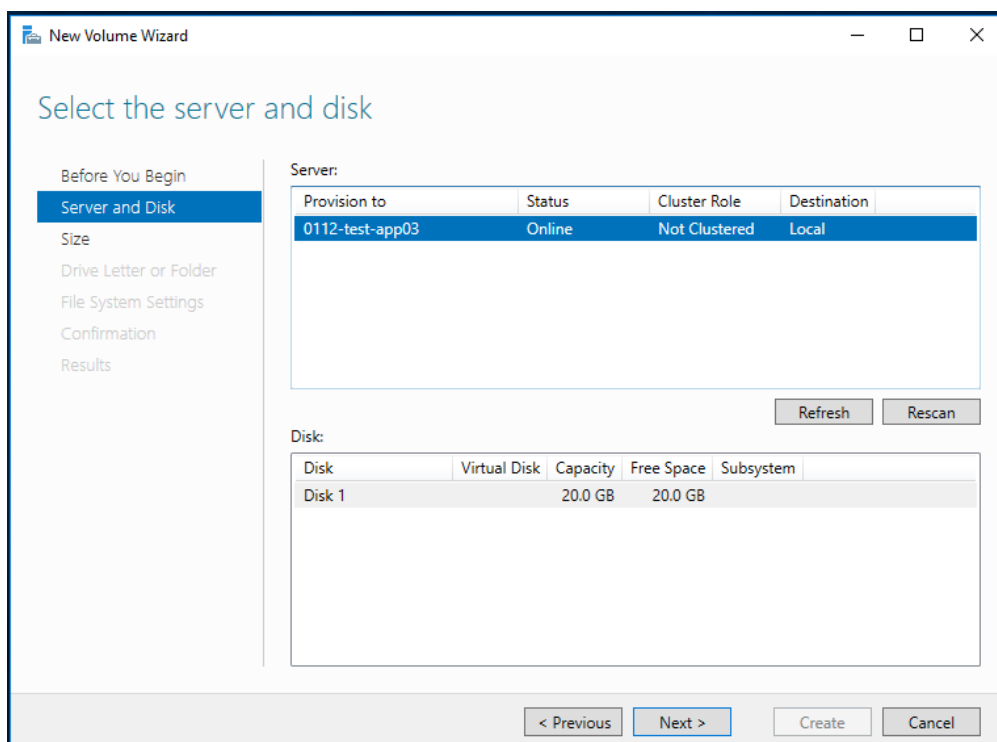 New Volume Wizard
Select the server and disk
Before You Begin
Server and Disk
Size
Drive Letter or Folder
File System Settings
Confirmation
Results
Server:
Provision to Status Cluster Role Destination
0112-test-app03 Online Not Clustered Local
Refresh Rescan
Disk:
Disk Virtual Disk Capacity Free Space Subsystem
Disk 1 20.0 GB 20.0 GB
< Previous Next > Create Cancel